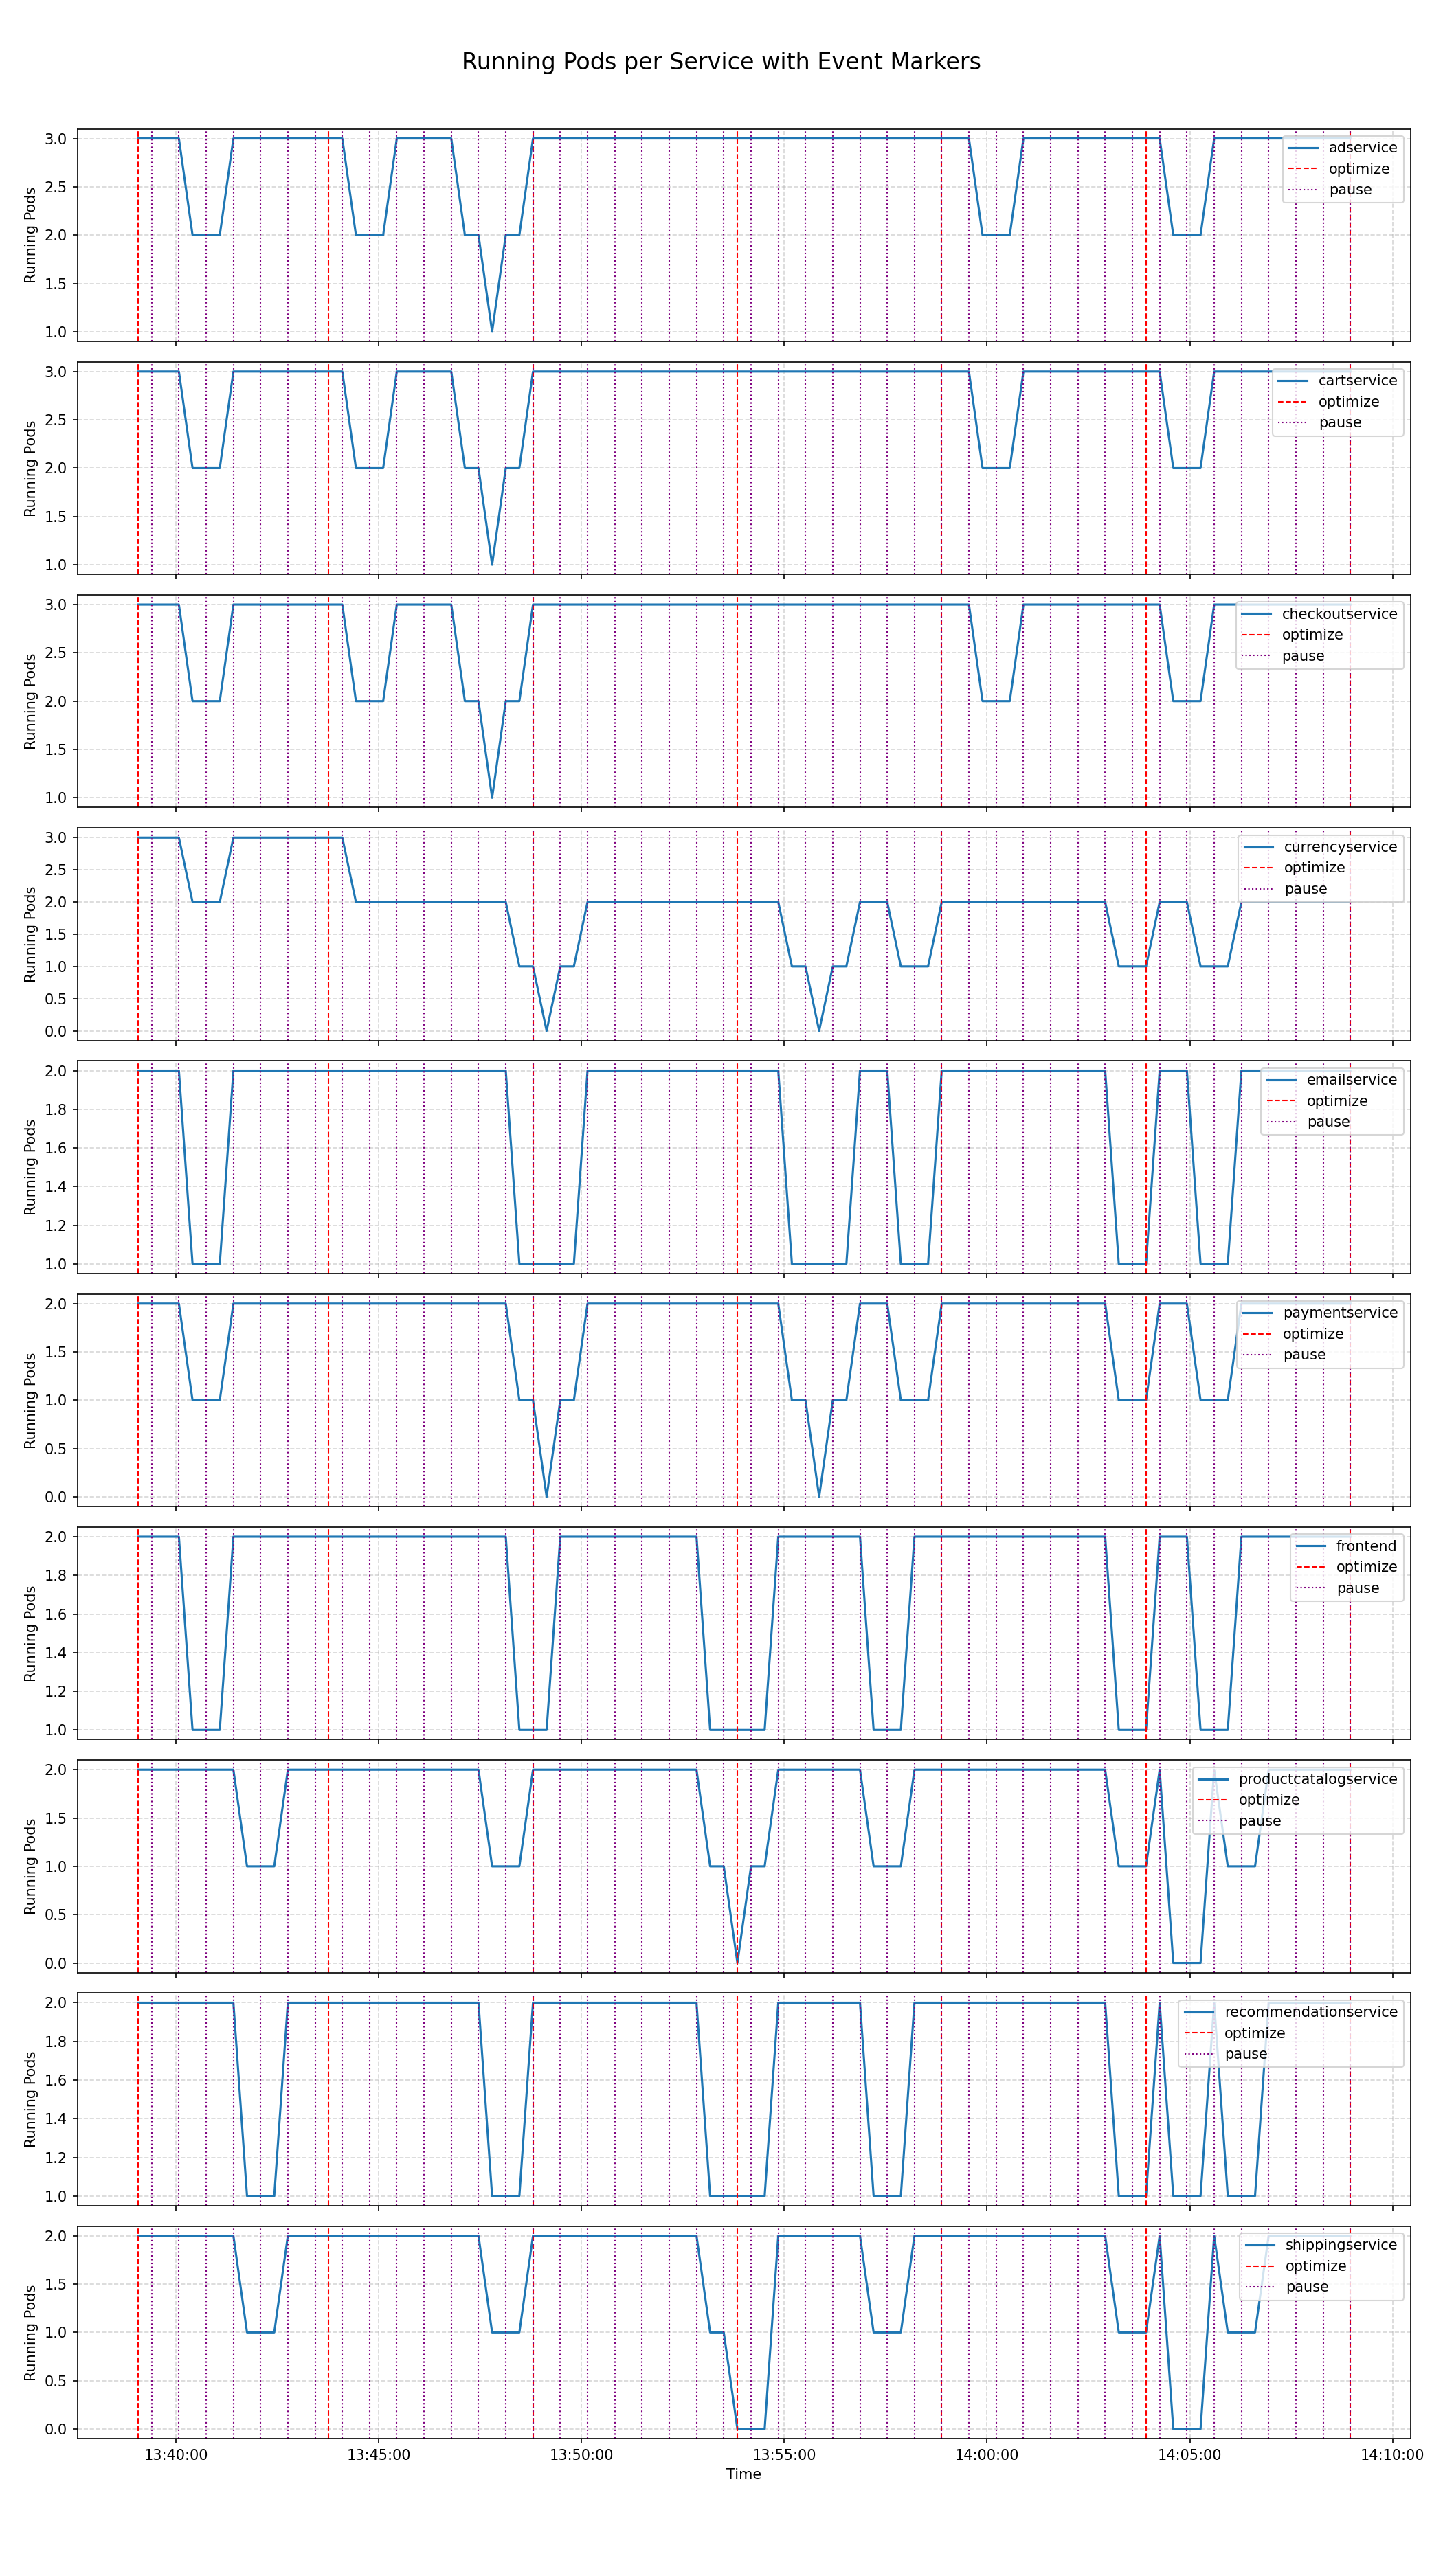 Running Pods per Service with Event Markers
Running Pods
3.0
2.5
2.0
1.5
1.0
adservice
optimize
pause
Running Pods
3.0
2.5
2.0
1.5
1.0
cartservice
optimize
pause
Running Pods
3.0
2.5
2.0
1.5
1.0
checkoutservice
optimize
pause
Running Pods
3.0
2.5
2.0
1.5
1.0
0.5
0.0
currencyservice
optimize
pause
Running Pods
2.0
1.8
1.6
1.4
1.2
1.0
emailservice
optimize
pause
Running Pods
2.0
1.5
1.0
0.5
0.0
paymentservice
optimize
pause
Running Pods
2.0
1.8
1.6
1.4
1.2
1.0
frontend
optimize
pause
Running Pods
2.0
1.5
1.0
0.5
0.0
productcatalogservice
optimize
pause
Running Pods
2.0
1.8
1.6
1.4
1.2
1.0
recommendationservice
optimize
pause
Running Pods
2.0
1.5
1.0
0.5
0.0
shippingservice
optimize
pause
13:40:00 13:45:00 13:50:00 13:55:00 14:00:00 14:05:00 14:10:00
Time